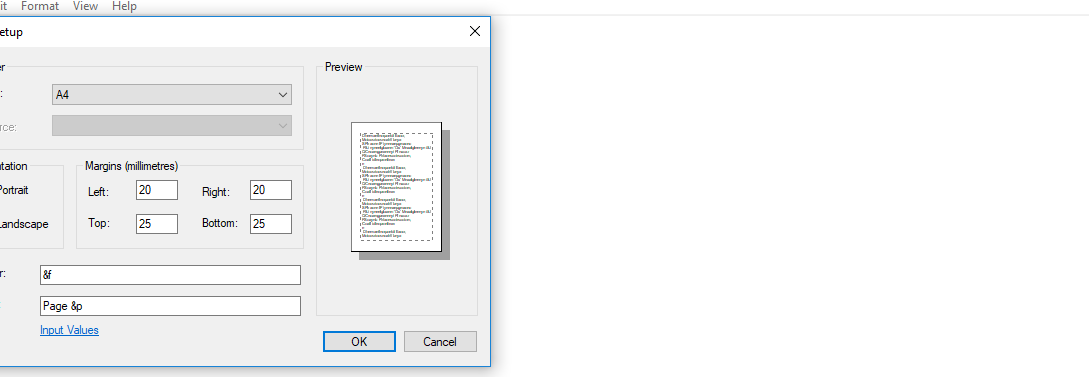 it Format View Help
etup
er
Preview
: A4
rce:
ntation
Margins (millimetres)
Portrait
Left: 20 Right: 20
Landscape
Top: 25 Bottom: 25
r: &f
: Page &p
Input Values
OK Cancel